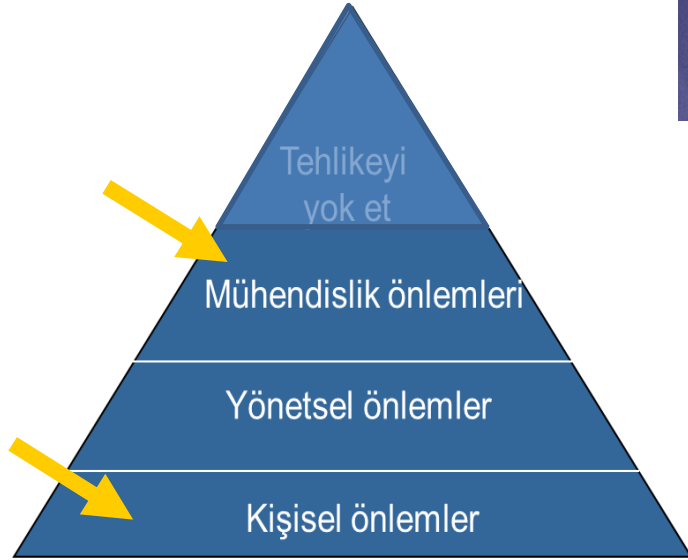 Tehlikeyi
yok et
Mühendislik önlemleri
Yönetsel önlemler
Kişisel önlemler